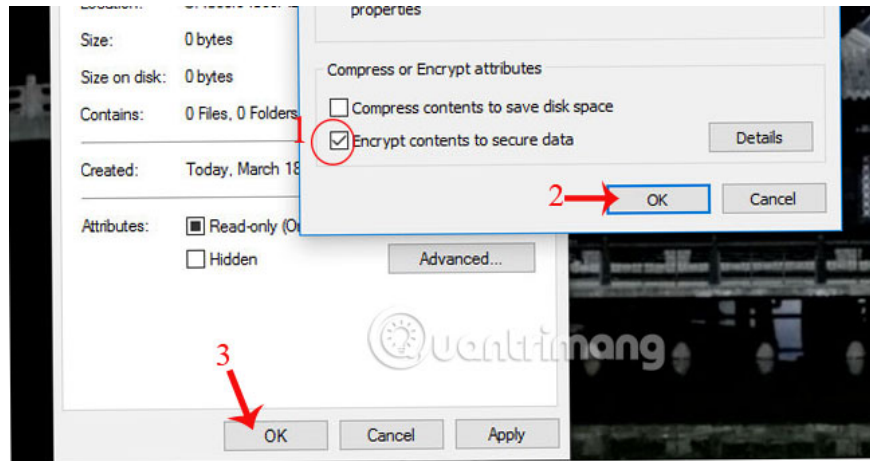 properties
Size: 0 bytes
Size on disk: 0 bytes
Contains: 0 Files, 0 Folders
Created: Today, March 18
Attributes: Read-only
Hidden
Advanced...
OK Cancel Apply
Compress or Encrypt attributes
Compress contents to save disk space
1
Encrypt contents to secure data Details
2
OK Cancel
Quantrimang
3